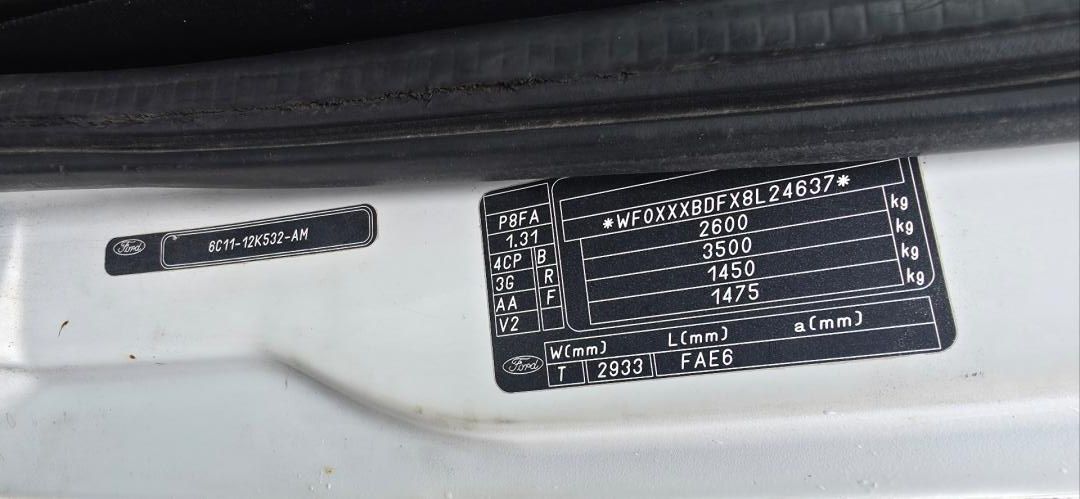 Ford
6C11-12K532-AM
P8FA
1.31
4CP B
3G R
AA F
V2
*WF0XXXBDFX8L24637*
2600 kg
3500 kg
1450 kg
1475 kg
Ford
W(mm) L(mm) a(mm)
T 2933 FAE6